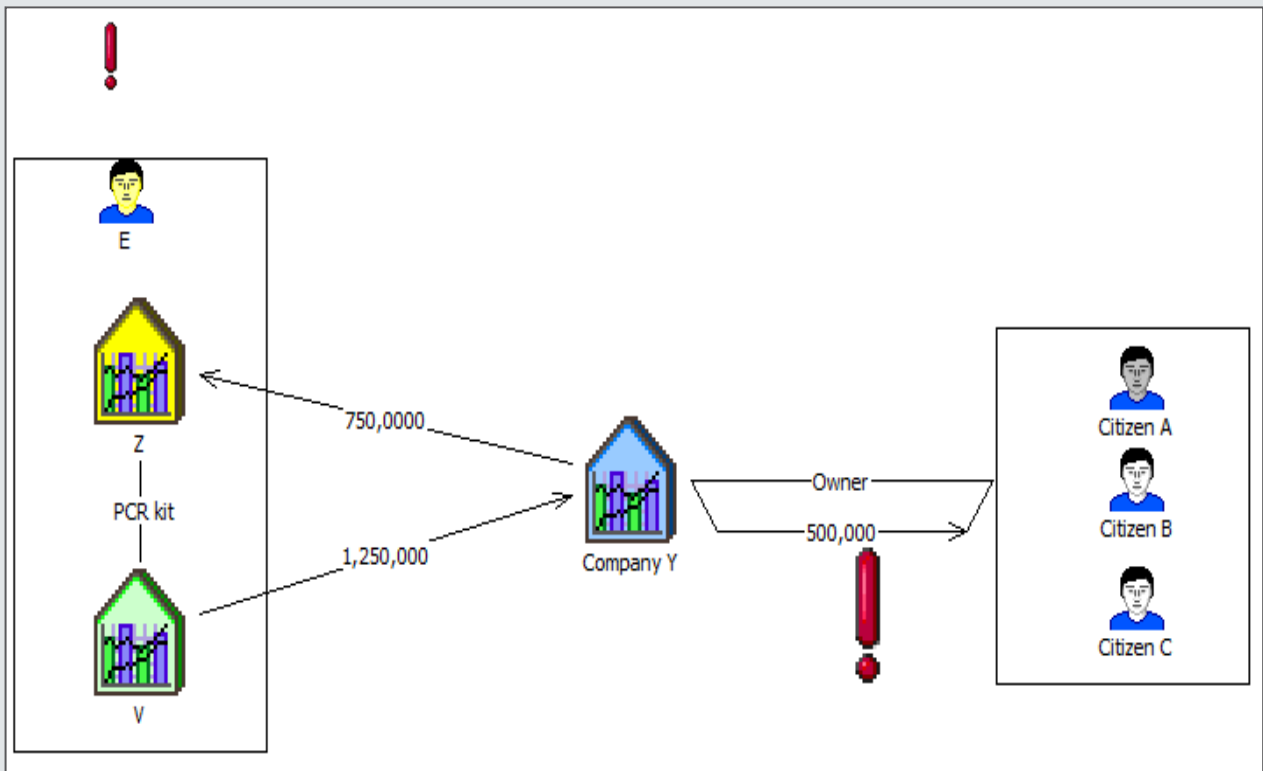 E
Z
750,0000
PCR kit
1,250,000
V
Company Y
Owner
500,000
Citizen A
Citizen B
Citizen C